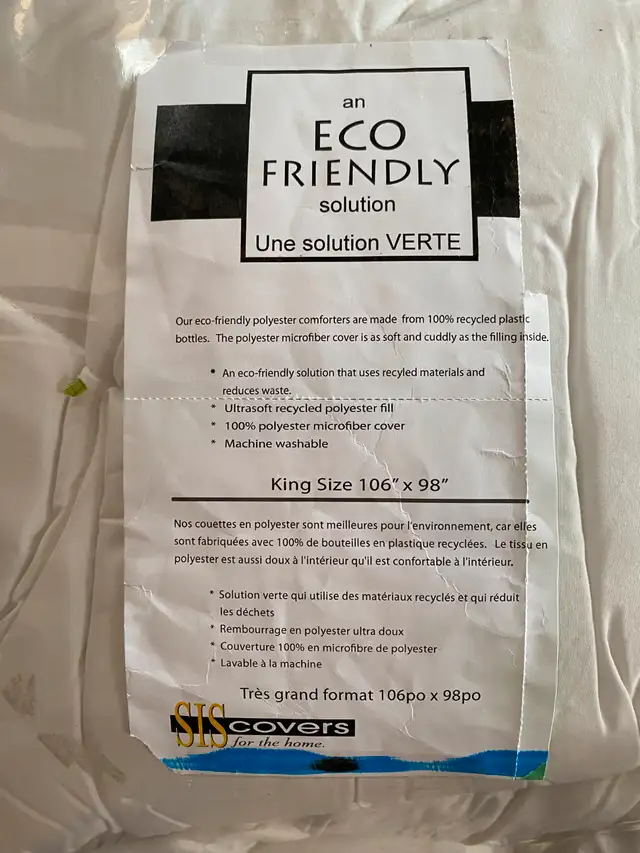 an
ECO
FRIENDLY
solution
Une solution VERTE
Our eco-friendly polyester comforters are made from 100% recycled plastic
bottles. The polyester microfiber cover is as soft and cuddly as the filling inside.
* An eco-friendly solution that uses recyled materials and
reduces waste.
* Ultrasoft recycled polyester fill
* 100% polyester microfiber cover
* Machine washable
King Size 106" x 98"
Nos couettes en polyester sont meilleures pour l'environnement, car elles
sont fabriquées avec 100% de bouteilles en plastique recyclées. Le tissu en
polyester est aussi doux à l'intérieur qu'il est confortable à l'intérieur.
* Solution verte qui utilise des matériaux recyclés et qui réduit
les déchets
* Rembourrage en polyester ultra doux
* Couverture 100% en microfibre de polyester
* Lavable à la machine
Très grand format 106po x 98po
SIS covers
for the home.